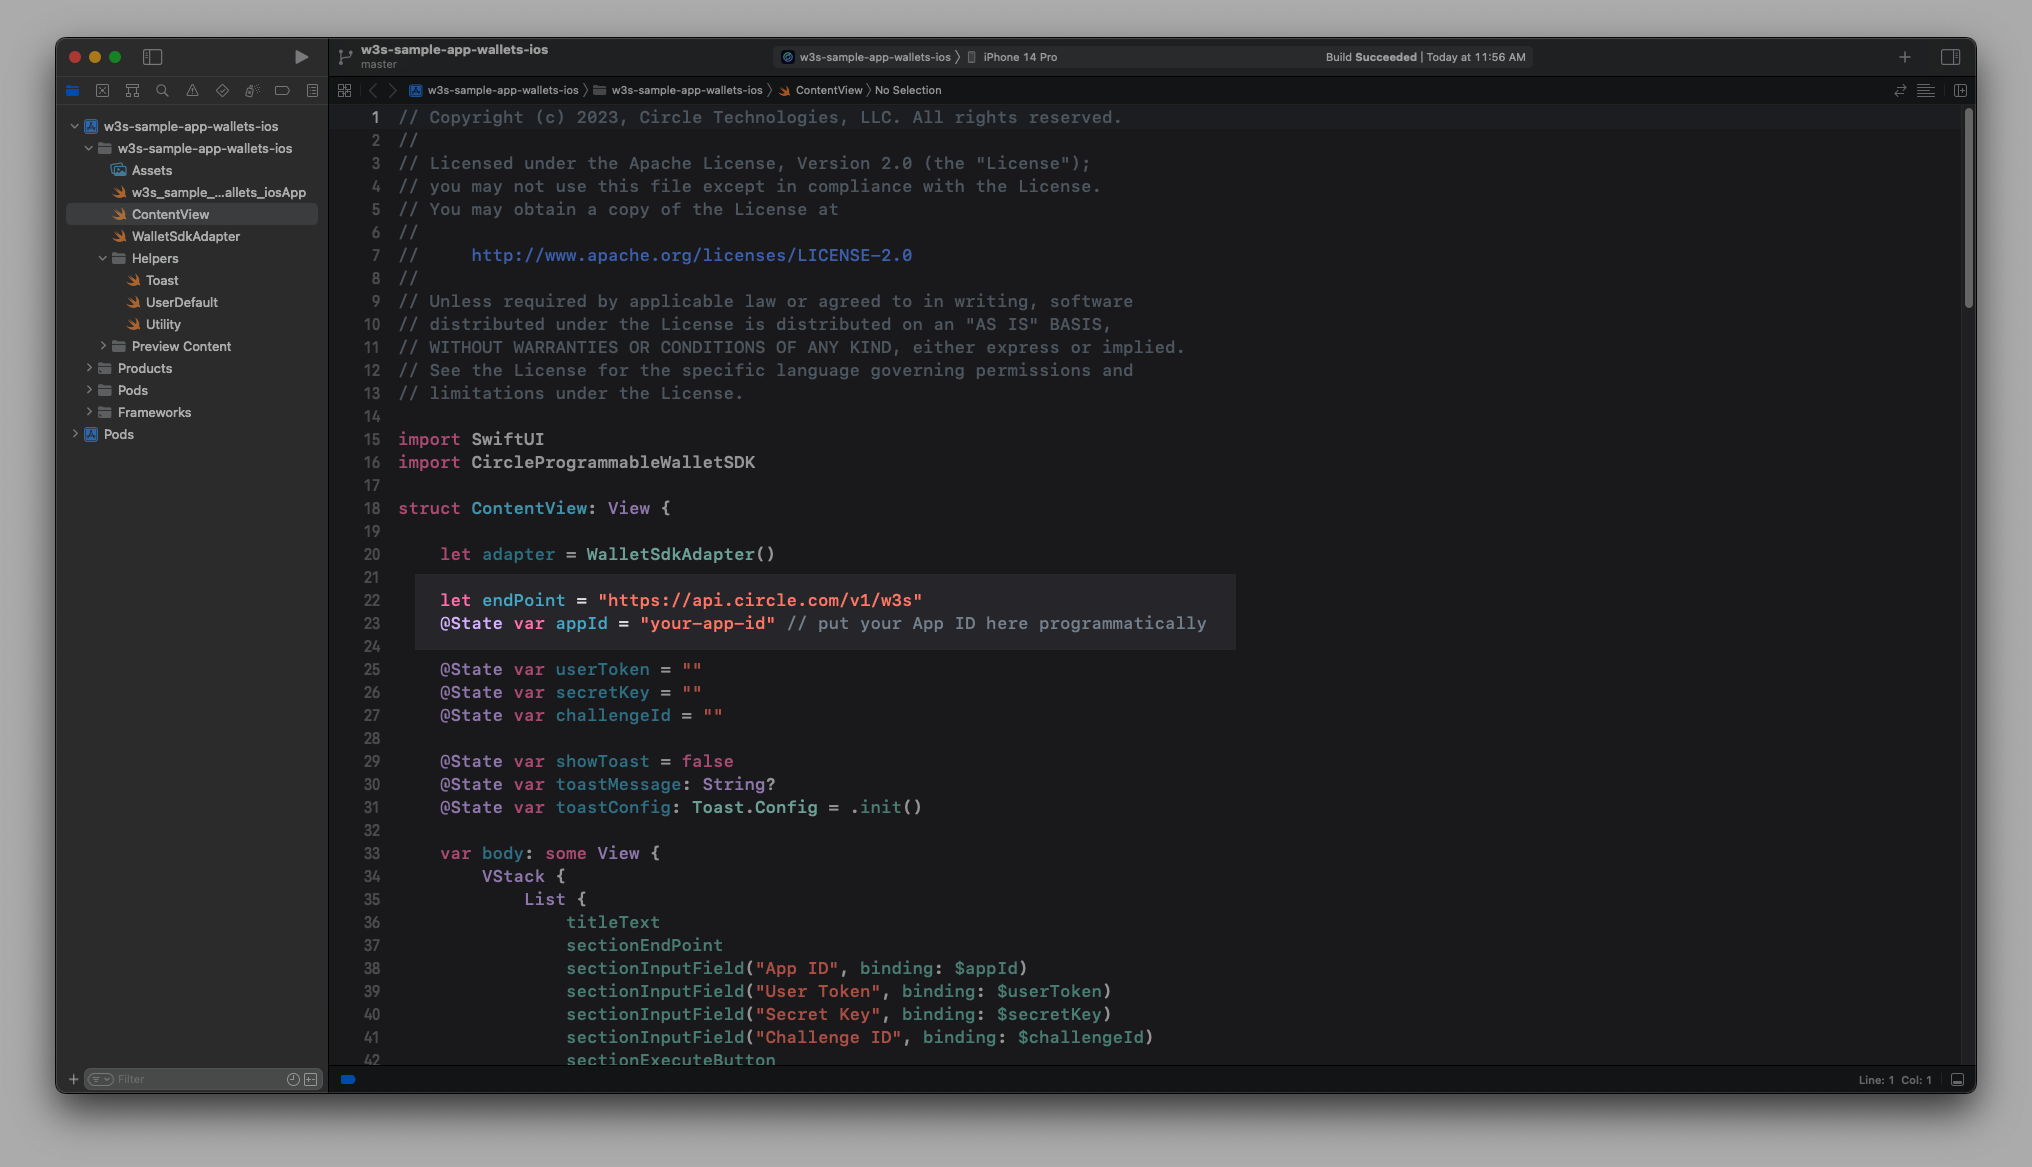 w3s-sample-app-wallets-ios
master
w3s-sample-app-wallets-ios 〉 iPhone 14 Pro
Build Succeeded | Today at 11:56 AM
w3s-sample-app-wallets-ios 〉 w3s-sample-app-wallets-ios 〉 ContentView 〉 No Selection
w3s-sample-app-wallets-ios
w3s-sample-app-wallets-ios
Assets
w3s_sample_...allets_iosApp
ContentView
WalletSdkAdapter
Helpers
Toast
UserDefault
Utility
Preview Content
Products
Pods
Frameworks
Pods
Filter
1 // Copyright (c) 2023, Circle Technologies, LLC. All rights reserved.
2 //
3 // Licensed under the Apache License, Version 2.0 (the "License");
4 // you may not use this file except in compliance with the License.
5 // You may obtain a copy of the License at
6 //
7 //     http://www.apache.org/licenses/LICENSE-2.0
8 //
9 // Unless required by applicable law or agreed to in writing, software
10 // distributed under the License is distributed on an "AS IS" BASIS,
11 // WITHOUT WARRANTIES OR CONDITIONS OF ANY KIND, either express or implied.
12 // See the License for the specific language governing permissions and
13 // limitations under the License.
14
15 import SwiftUI
16 import CircleProgrammableWalletSDK
17
18 struct ContentView: View {
19
20     let adapter = WalletSdkAdapter()
21
22     let endPoint = "https://api.circle.com/v1/w3s"
23     @State var appId = "your-app-id" // put your App ID here programmatically
24
25     @State var userToken = ""
26     @State var secretKey = ""
27     @State var challengeId = ""
28
29     @State var showToast = false
30     @State var toastMessage: String?
31     @State var toastConfig: Toast.Config = .init()
32
33     var body: some View {
34         VStack {
35             List {
36                 titleText
37                 sectionEndPoint
38                 sectionInputField("App ID", binding: $appId)
39                 sectionInputField("User Token", binding: $userToken)
40                 sectionInputField("Secret Key", binding: $secretKey)
41                 sectionInputField("Challenge ID", binding: $challengeId)
42                 sectionExecuteButton
Line: 1 Col: 1